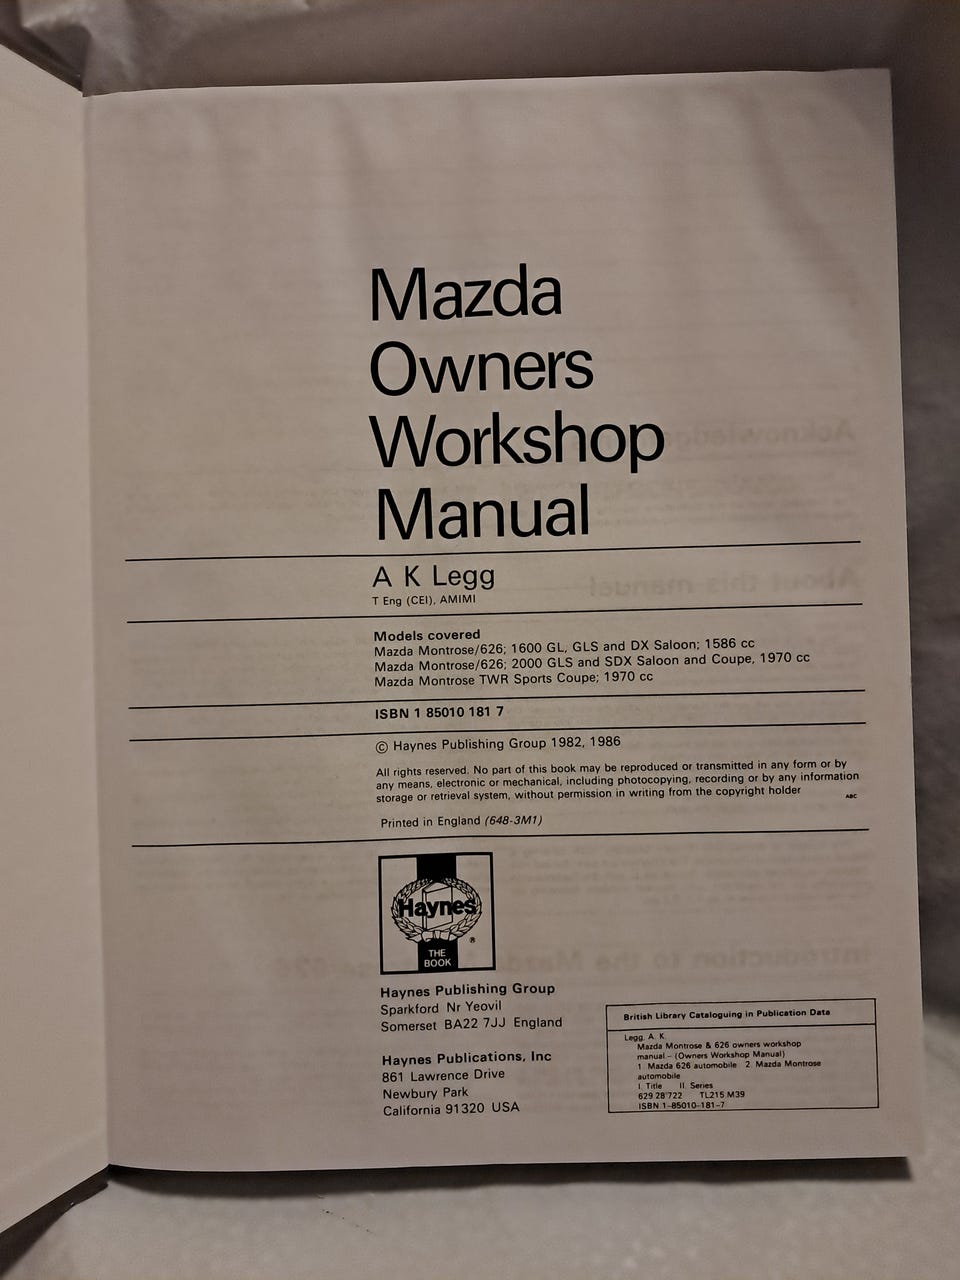 Mazda
Owners
Workshop
Manual
A K Legg
T Eng (CEI), AMIMI
Models covered
Mazda Montrose/626; 1600 GL, GLS and DX Saloon; 1586 cc
Mazda Montrose/626; 2000 GLS and SDX Saloon and Coupe, 1970 cc
Mazda Montrose TWR Sports Coupe; 1970 cc
ISBN 1 85010 181 7
© Haynes Publishing Group 1982, 1986
All rights reserved. No part of this book may be reproduced or transmitted in any form or by
any means, electronic or mechanical, including photocopying, recording or by any information
storage or retrieval system, without permission in writing from the copyright holder
ABC
Printed in England (648-3M1)
Haynes
®
THE
BOOK
Haynes Publishing Group
Sparkford Nr Yeovil
Somerset BA22 7JJ England
Haynes Publications, Inc
861 Lawrence Drive
Newbury Park
California 91320 USA
British Library Cataloguing in Publication Data
Legg, A. K.
Mazda Montrose & 626 owners workshop
manual.– (Owners Workshop Manual)
1. Mazda 626 automobile 2. Mazda Montrose
automobile
I. Title II. Series
629.28'722 TL215.M39
ISBN 1-85010-181-7